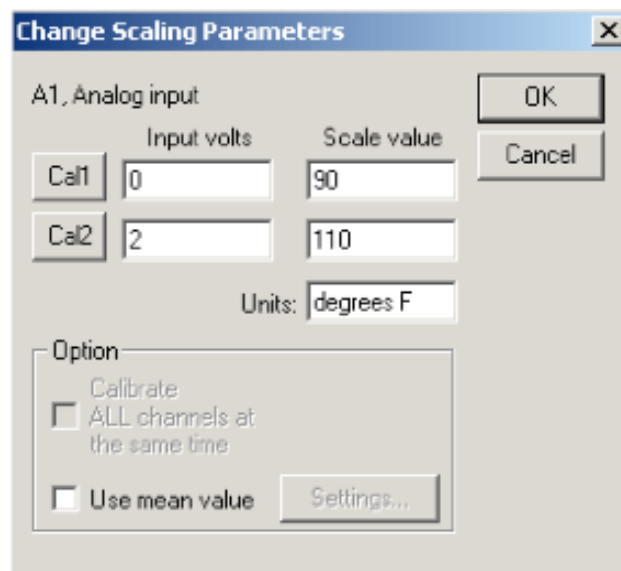 Change Scaling Parameters
A1, Analog input
OK
Input volts Scale value
Cancel
Cal1 0 90
Cal2 2 110
Units: degrees F
Option
Calibrate
ALL channels at
the same time
Use mean value Settings...